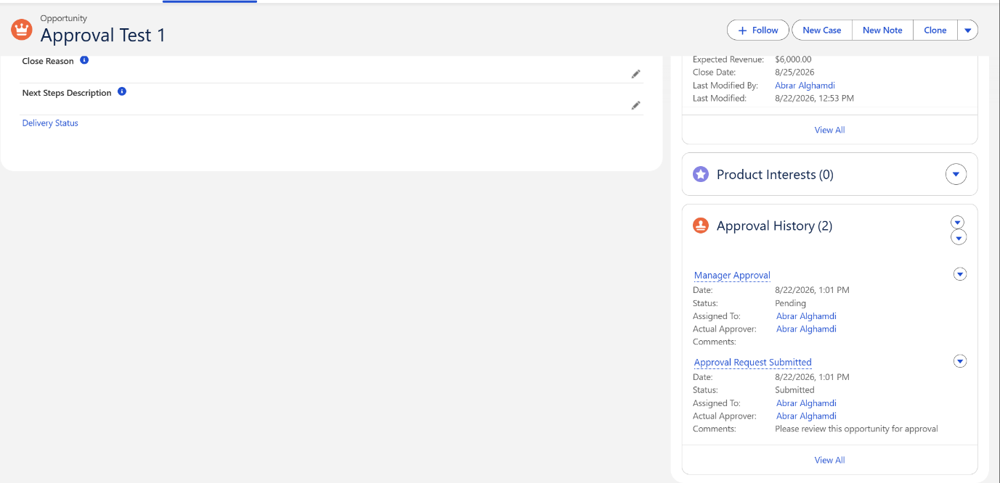 Opportunity
Approval Test 1
Follow
New Case
New Note
Clone
Close Reason
Next Steps Description
Delivery Status
Expected Revenue: $6,000.00
Close Date: 8/25/2026
Last Modified By: Abrar Alghamdi
Last Modified: 8/22/2026, 12:53 PM
View All
Product Interests (0)
Approval History (2)
Manager Approval
Date: 8/22/2026, 1:01 PM
Status: Pending
Assigned To: Abrar Alghamdi
Actual Approver: Abrar Alghamdi
Comments:
Approval Request Submitted
Date: 8/22/2026, 1:01 PM
Status: Submitted
Assigned To: Abrar Alghamdi
Actual Approver: Abrar Alghamdi
Comments: Please review this opportunity for approval
View All